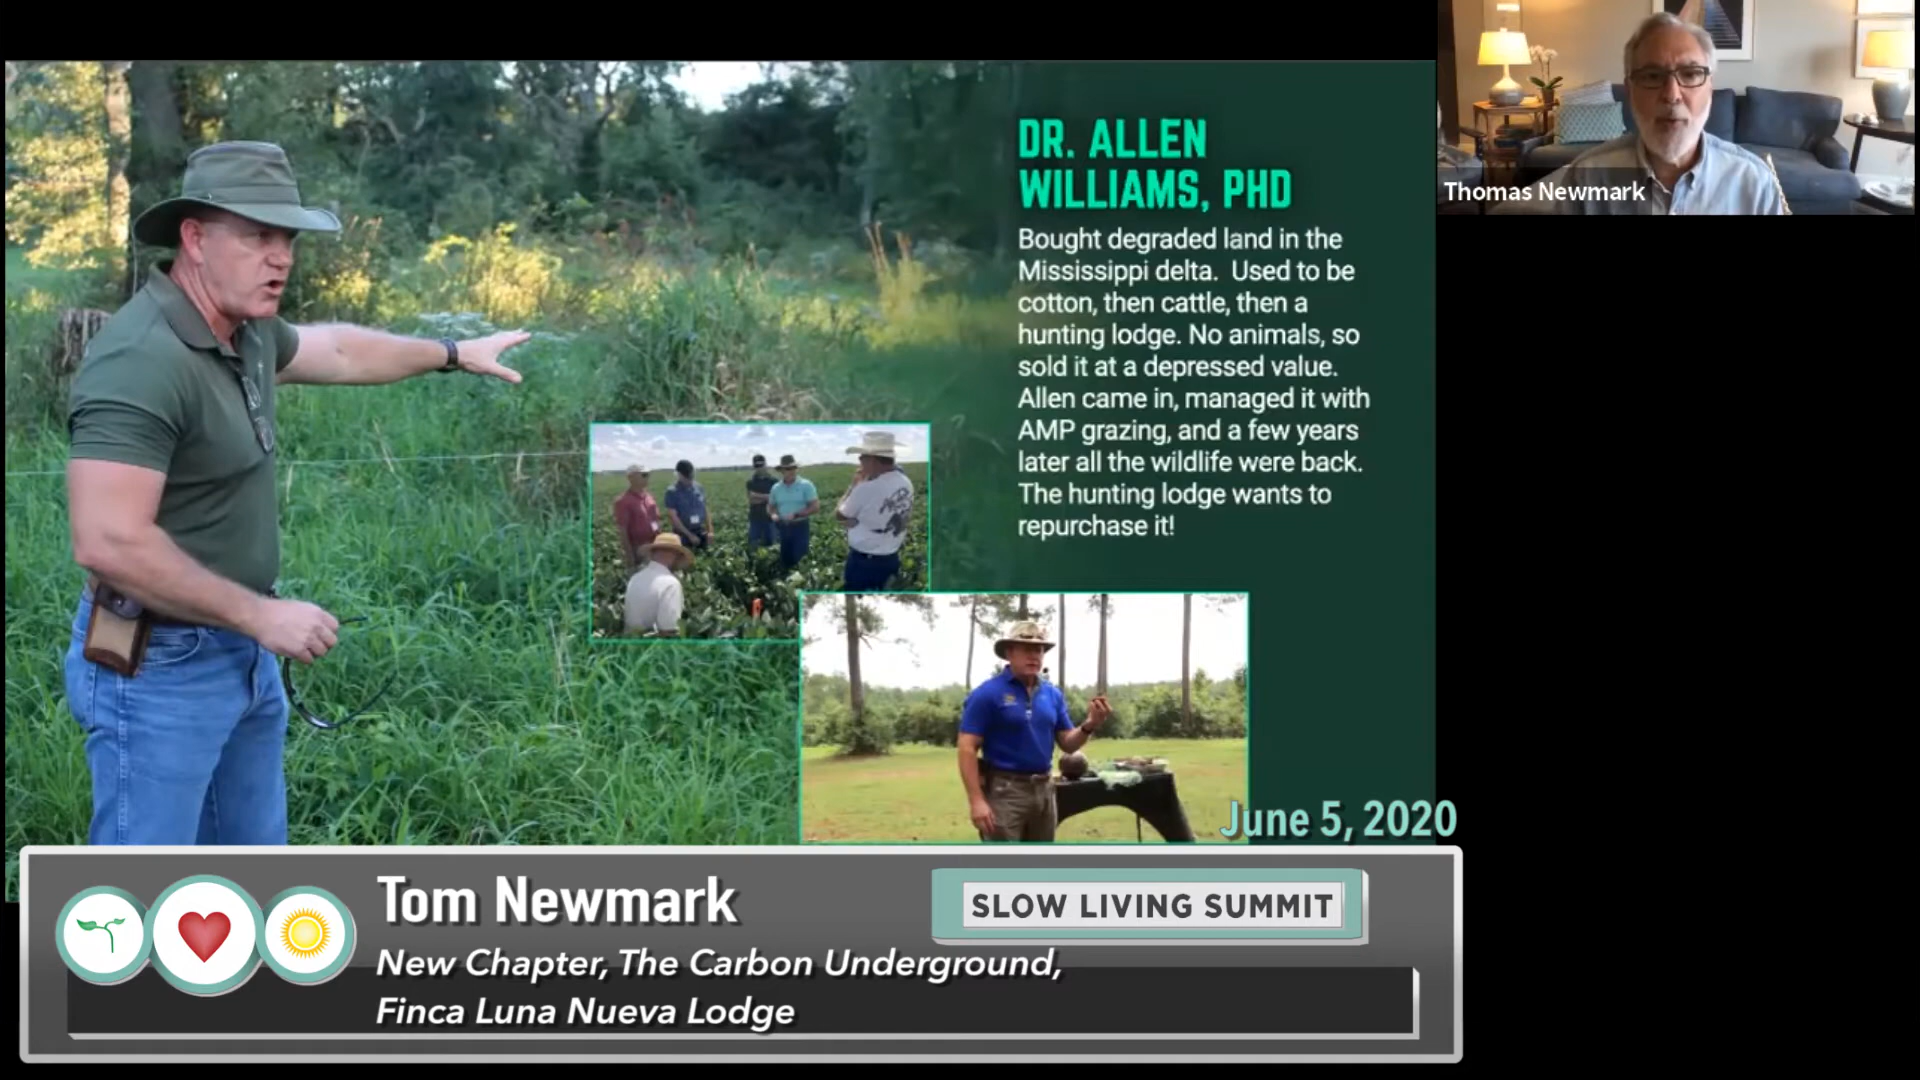 DR. ALLEN
WILLIAMS, PHD
Bought degraded land in the
Mississippi delta. Used to be
cotton, then cattle, then a
hunting lodge. No animals, so
sold it at a depressed value.
Allen came in, managed it with
AMP grazing, and a few years
later all the wildlife were back.
The hunting lodge wants to
repurchase it!
Thomas Newmark
June 5, 2020
Tom Newmark
SLOW LIVING SUMMIT
New Chapter, The Carbon Underground,
Finca Luna Nueva Lodge